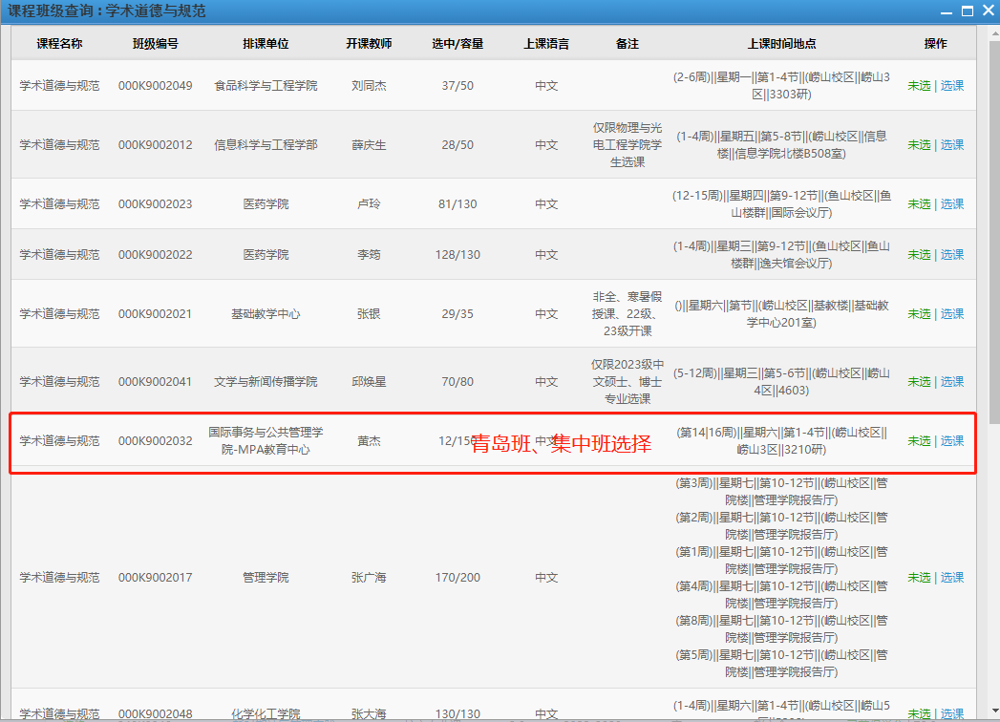 课程班级查询：学术道德与规范
课程名称 班级编号 排课单位 开课教师 选中/容量 上课语言 备注 上课时间地点 操作
学术道德与规范 000K9002049 食品科学与工程学院 刘同杰 37/50 中文 (2-6周)||星期一||第1-4节||(崂山校区||崂山3
区||3303研) 未选 | 选课
学术道德与规范 000K9002012 信息科学与工程学部 薛庆生 28/50 中文 仅限物理与光
电工程学院学
生选课 (1-4周)||星期五||第5-8节||(崂山校区||信息
楼||信息学院北楼B508室) 未选 | 选课
学术道德与规范 000K9002023 医药学院 卢玲 81/130 中文 (12-15周)||星期四||第9-12节||(鱼山校区||鱼
山楼群||国际会议厅) 未选 | 选课
学术道德与规范 000K9002022 医药学院 李筠 128/130 中文 (1-4周)||星期三||第9-12节||(鱼山校区||鱼山
楼群||逸夫馆会议厅) 未选 | 选课
学术道德与规范 000K9002021 基础教学中心 张银 29/35 中文 非全、寒暑假
授课、22级、
23级开课 ()||星期六||第节||(崂山校区||基教楼||基础教
学中心201室) 未选 | 选课
学术道德与规范 000K9002041 文学与新闻传播学院 邱焕星 70/80 中文 仅限2023级中
文硕士、博士
专业选课 (5-12周)||星期三||第5-6节||(崂山校区||崂山
4区||4603) 未选 | 选课
学术道德与规范 000K9002032 国际事务与公共管理学
院-MPA教育中心 黄杰 12/150 中文 (第14|16周)||星期六||第1-4节||(崂山校区||
崂山3区||3210研) 未选 | 选课
青岛班、集中班选择
学术道德与规范 000K9002017 管理学院 张广海 170/200 中文 (第3周)||星期七||第10-12节||(崂山校区||管
院楼||管理学院报告厅)
(第2周)||星期七||第10-12节||(崂山校区||管
院楼||管理学院报告厅)
(第1周)||星期七||第10-12节||(崂山校区||管
院楼||管理学院报告厅)
(第4周)||星期七||第10-12节||(崂山校区||管
院楼||管理学院报告厅)
(第8周)||星期七||第10-12节||(崂山校区||管
院楼||管理学院报告厅)
(第5周)||星期七||第10-12节||(崂山校区||管
院楼||管理学院报告厅) 未选 | 选课
学术道德与规范 000K9002048 化学化工学院 张大海 130/130 中文 (1-4周)||星期六||第1-4节||(崂山校区||崂山5 未选 | 选课